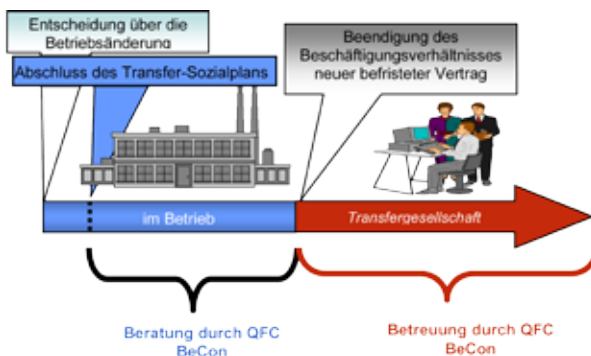 Entscheidung über die
Betriebsänderung
Abschluss des Transfer-Sozialplans
Beendigung des
Beschäftigungsverhältnisses
neuer befristeter Vertrag
im Betrieb
Transfergesellschaft
Beratung durch QFC
BeCon
Betreuung durch QFC
BeCon